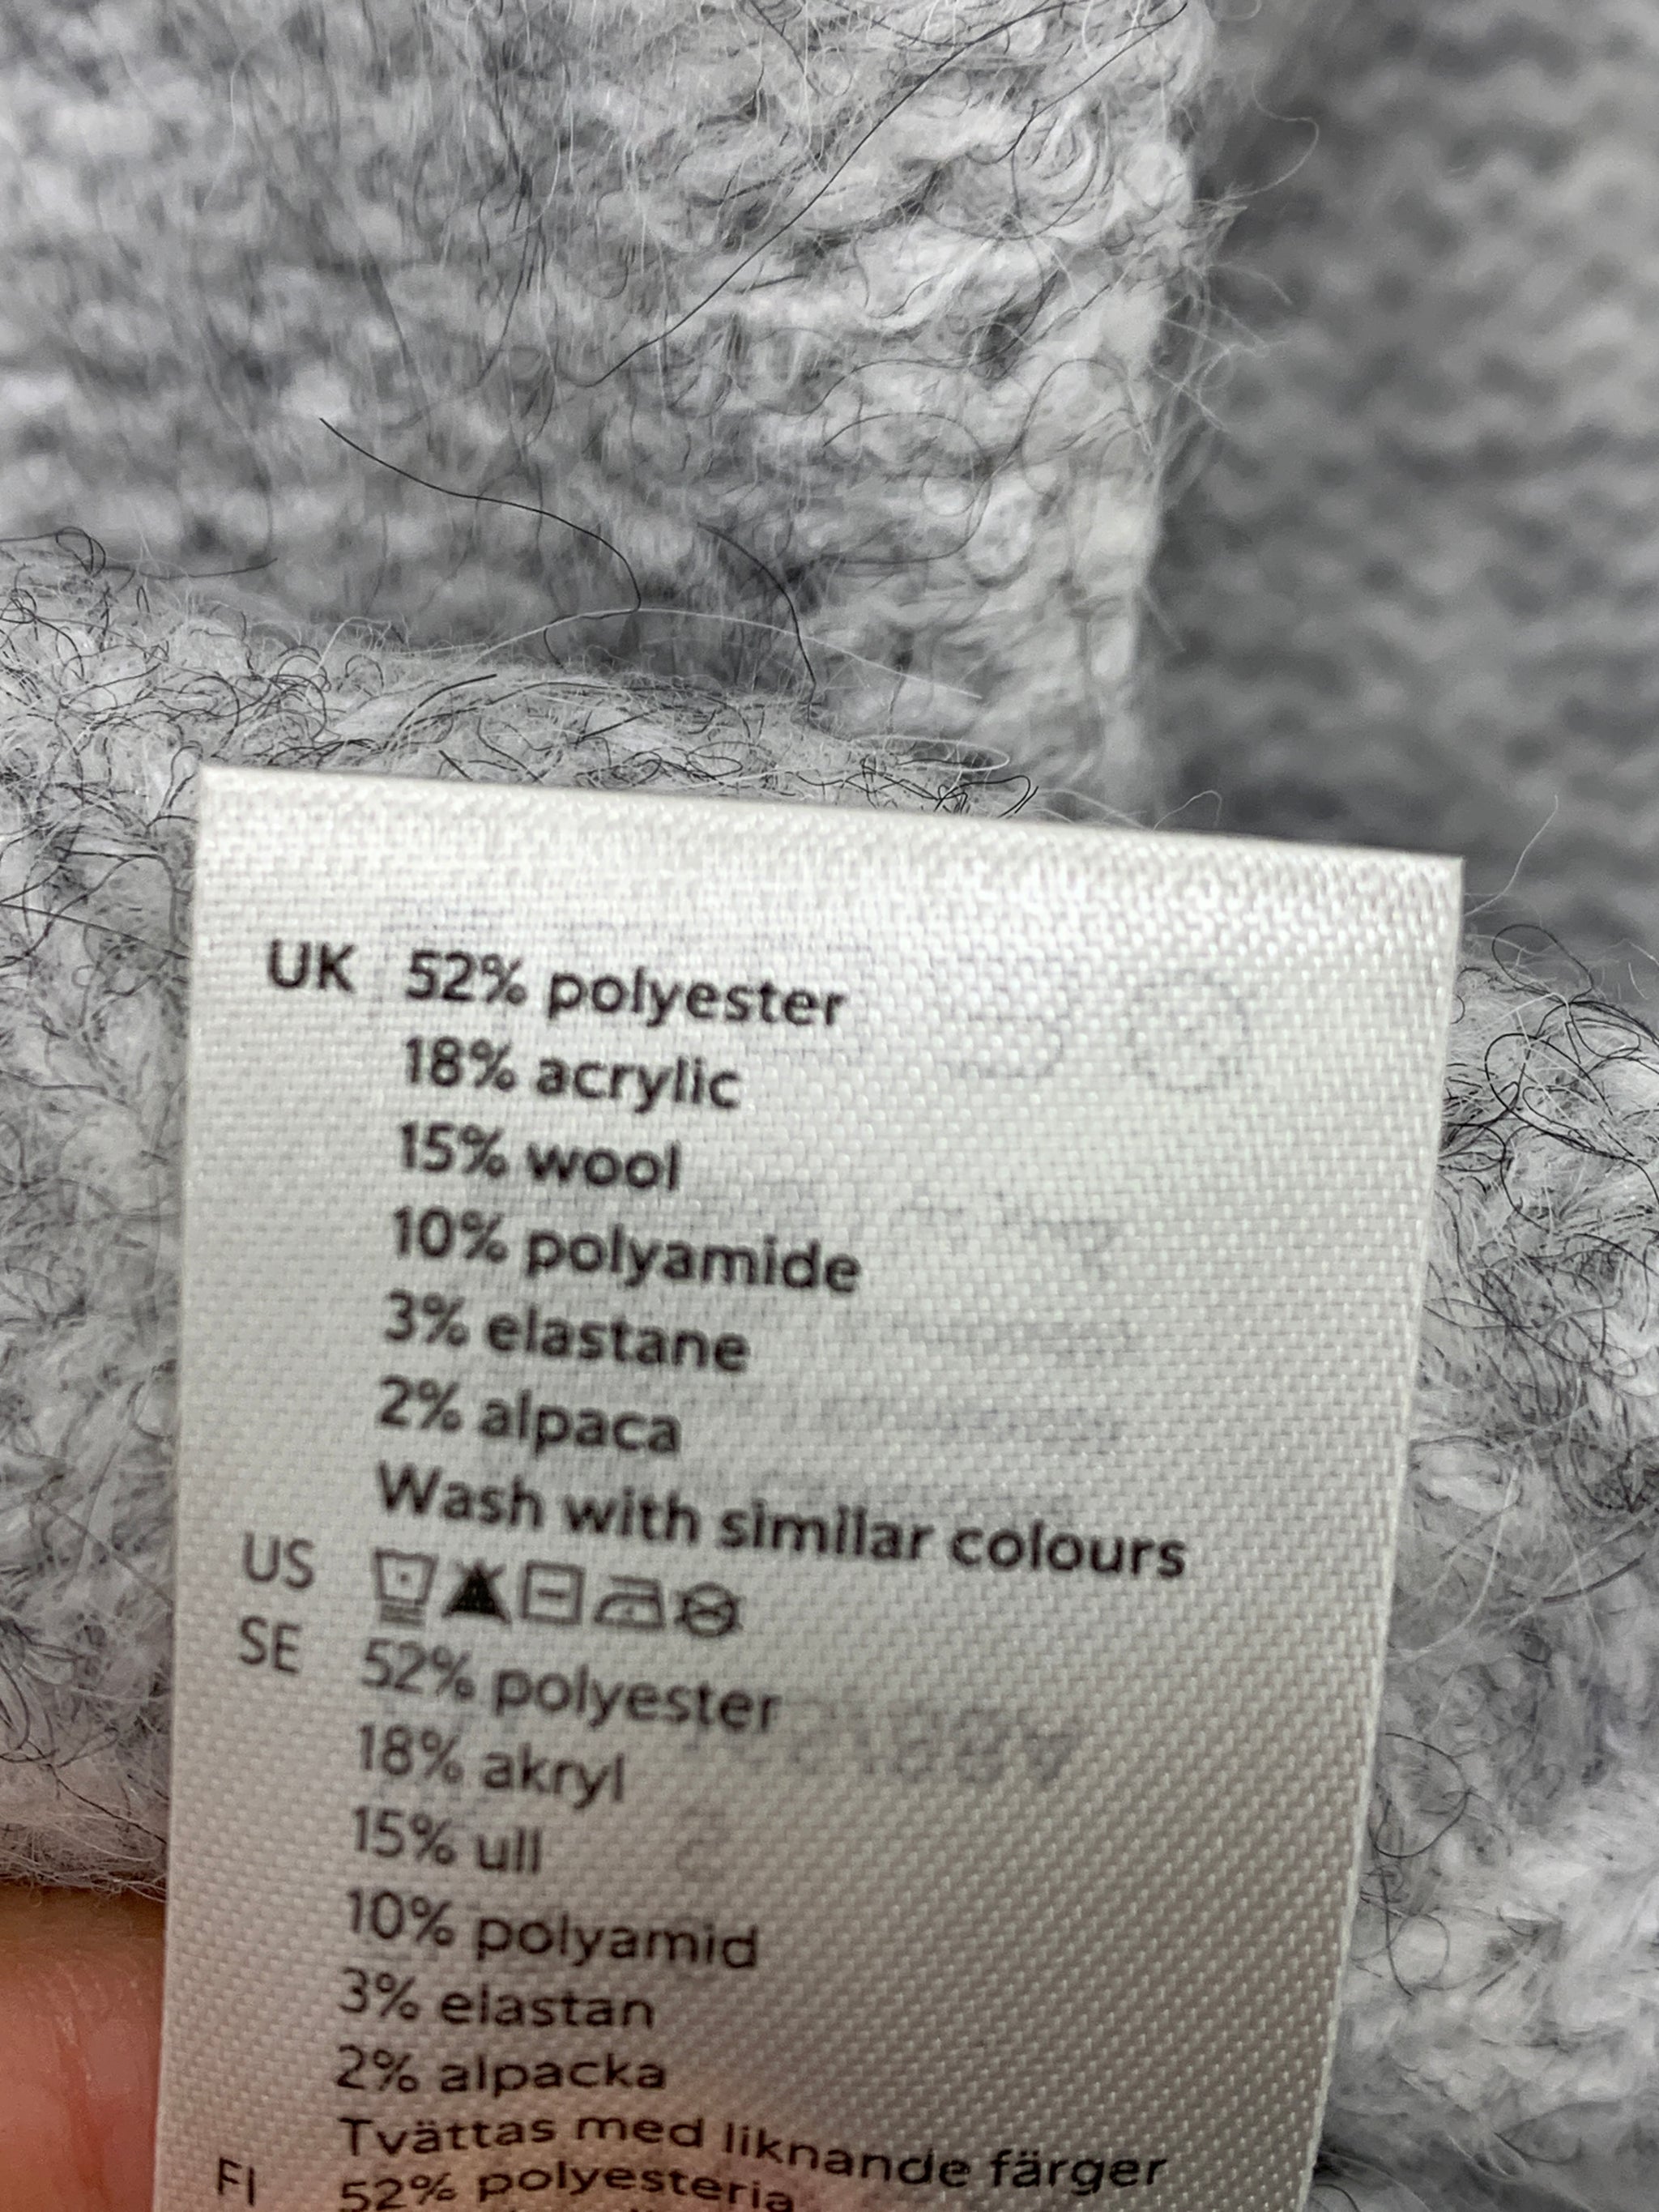 UK 52% polyester
18% acrylic
15% wool
10% polyamide
3% elastane
2% alpaca
Wash with similar colours
US
SE 52% polyester
18% akryl
15% ull
10% polyamid
3% elastan
2% alpacka
Tvättas med liknande färger
FI 52% polyesteria